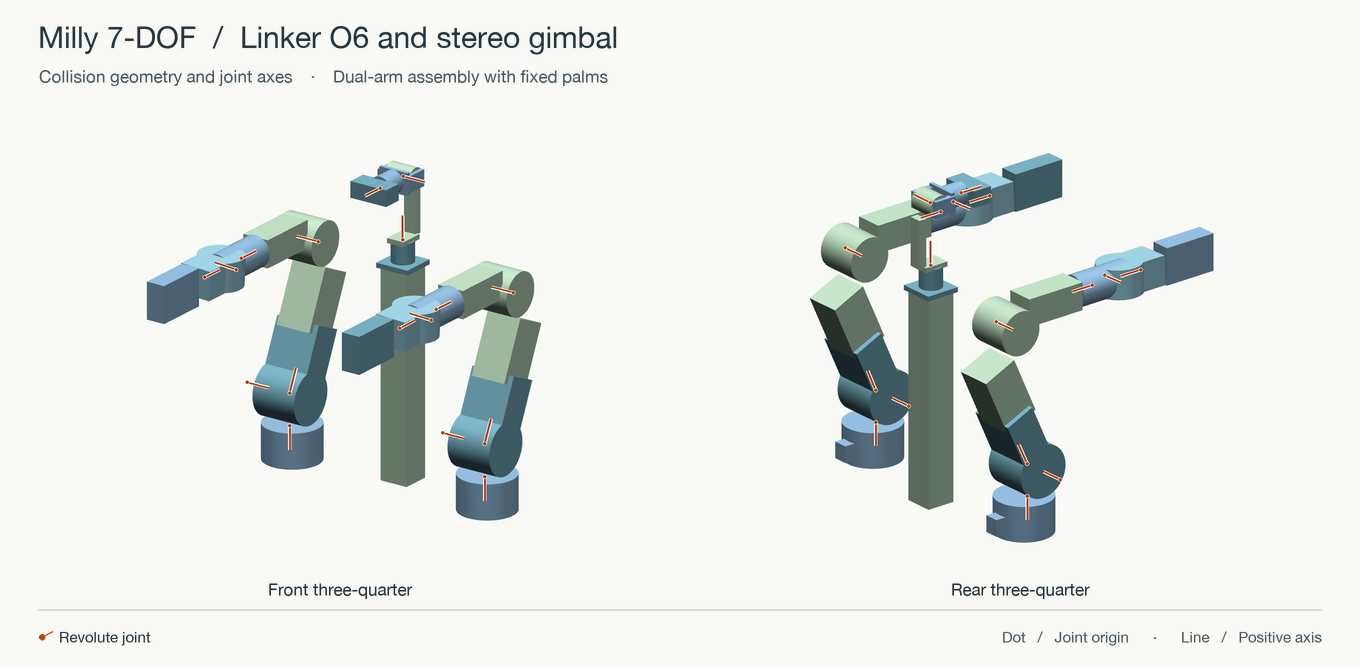 Milly 7-DOF / Linker O6 and stereo gimbal
Collision geometry and joint axes · Dual-arm assembly with fixed palms
Front three-quarter
Rear three-quarter
Revolute joint
Dot / Joint origin · Line / Positive axis